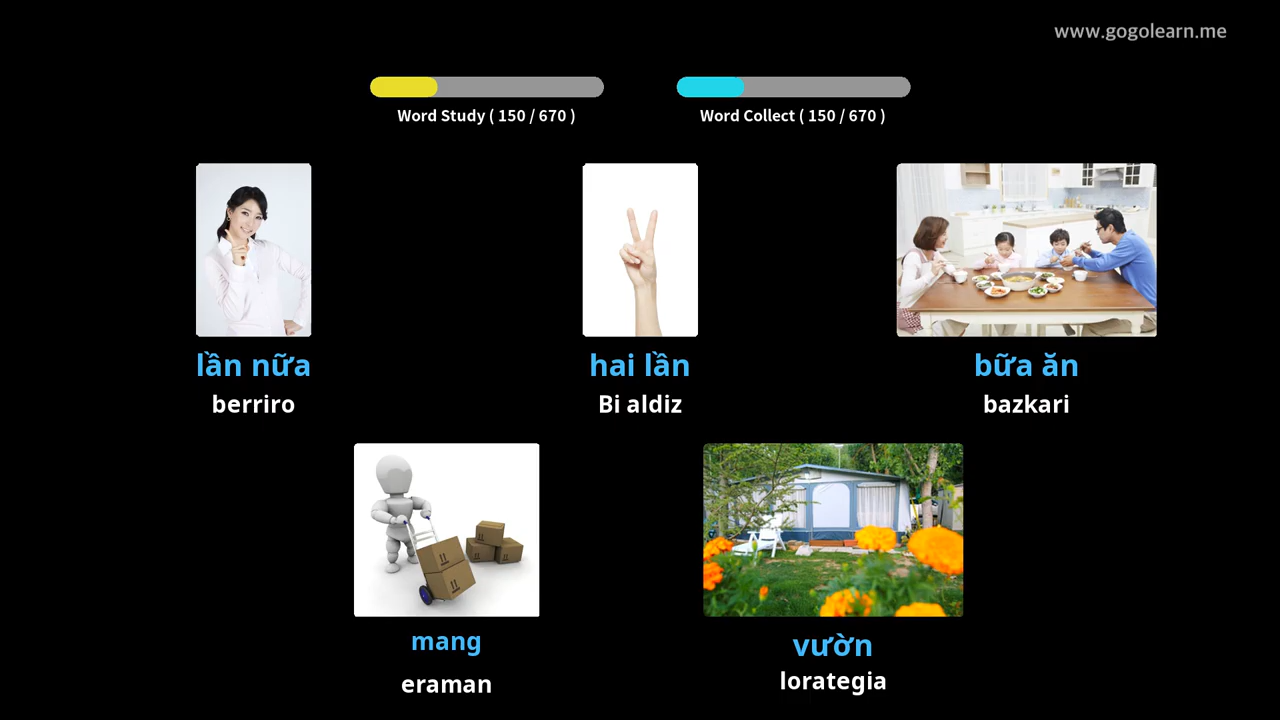 www.gogolearn.me
Word Study ( 150 / 670 )
Word Collect ( 150 / 670 )
lần nữa
berriro
hai lần
Bi aldiz
bữa ăn
bazkari
mang
eraman
vườn
lorategia